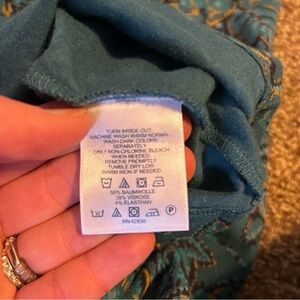 TURN INSIDE OUT
MACHINE WASH WARM NORMAL
WASH DARK COLORS
SEPARATELY
ONLY NON-CHLORINE BLEACH
WHEN NEEDED
REMOVE PROMPTLY
TUMBLE DRY LOW
WARM IRON IF NEEDED.
58% BAUMWOLLE
38% VISKOSE
4% ELASTHAN